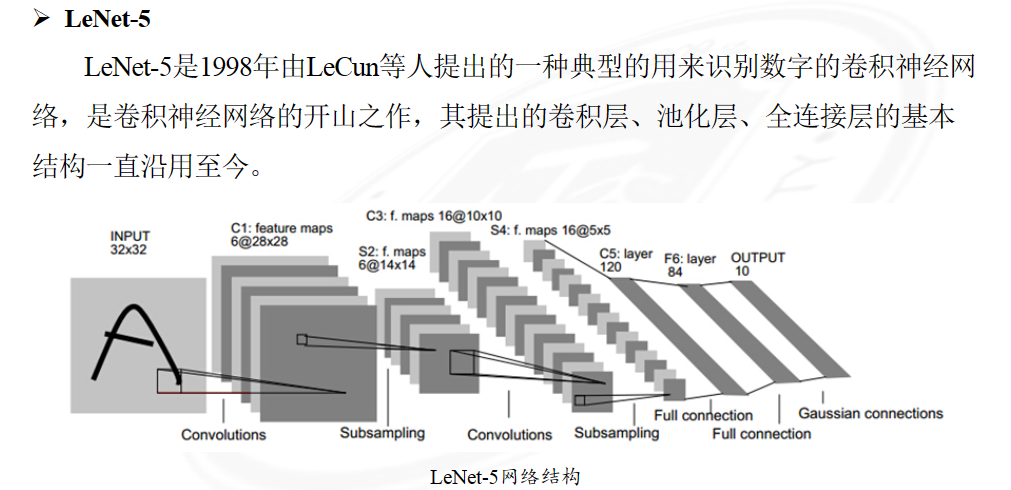 ➤ LeNet-5
LeNet-5是1998年由LeCun等人提出的一种典型的用来识别数字的卷积神经网
络，是卷积神经网络的开山之作，其提出的卷积层、池化层、全连接层的基本
结构一直沿用至今。
INPUT
32x32
C1: feature maps
6@28x28
S2: f. maps
6@14x14
C3: f. maps 16@10x10
S4: f. maps 16@5x5
C5: layer
120
F6: layer
84
OUTPUT
10
Convolutions
Subsampling
Convolutions
Subsampling
Full connection
Full connection
Gaussian connections
LeNet-5网络结构